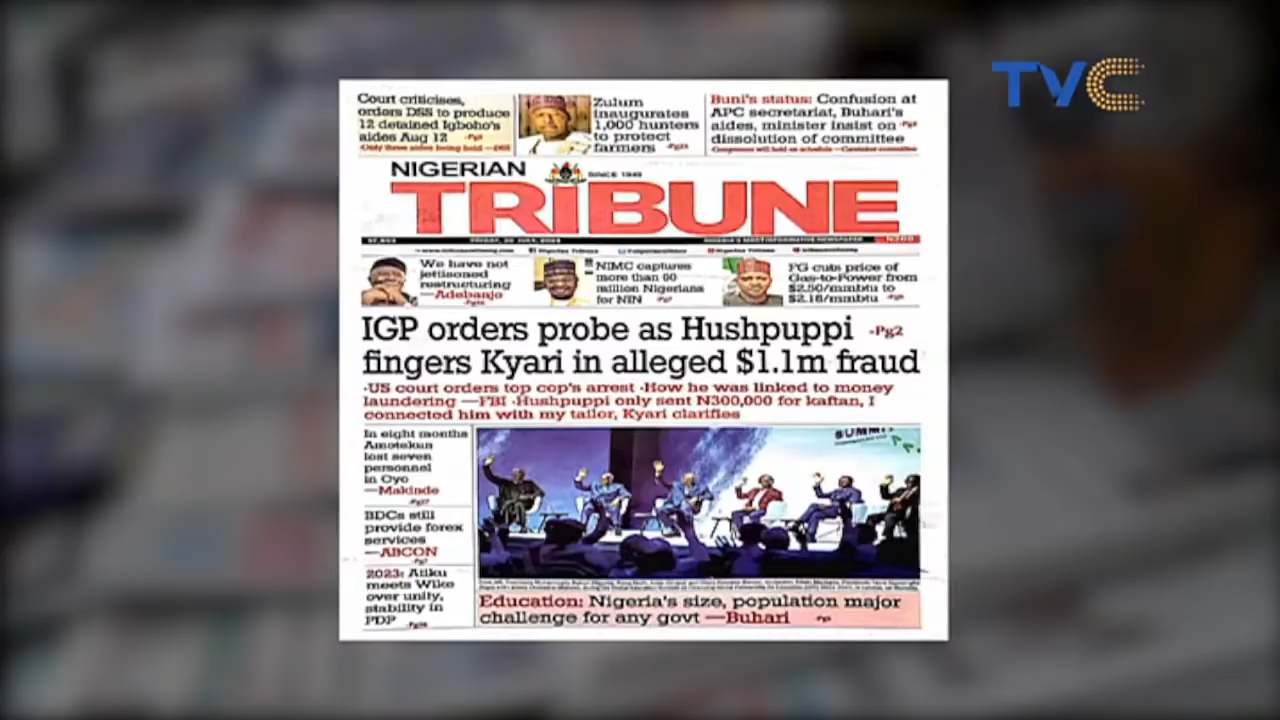 TVC
Court criticises,
orders DSS to produce
12 detained Igboho's
aides Aug 12
Zulum
inaugurates
1,000 hunters
to protect
farmers
Buni's status: Confusion at
APC secretariat, Buhari's
aides, minister insist on
dissolution of committee
NIGERIAN
SINCE 1949
TRIBUNE
We have not
jettisoned
restructuring
—Adebanjo
NIMC captures
more than 60
million Nigerians
for NIN
FG cuts price of
Gas-to-Power from
$2.50/mmbtu to
$2.18/mmbtu
IGP orders probe as Hushpuppi -Pg2
fingers Kyari in alleged $1.1m fraud
•US court orders top cop's arrest •How he was linked to money
laundering —FBI •Hushpuppi only sent N300,000 for kaftan, I
connected him with my tailor, Kyari clarifies
In eight months
Amotekun
lost seven
personnel
in Oyo
—Makinde
BDCs still
provide forex
services
—ABCON
2023: Atiku
meets Wike
over unity,
stability in
PDP
SUMMIT
Education: Nigeria's size, population major
challenge for any govt —Buhari